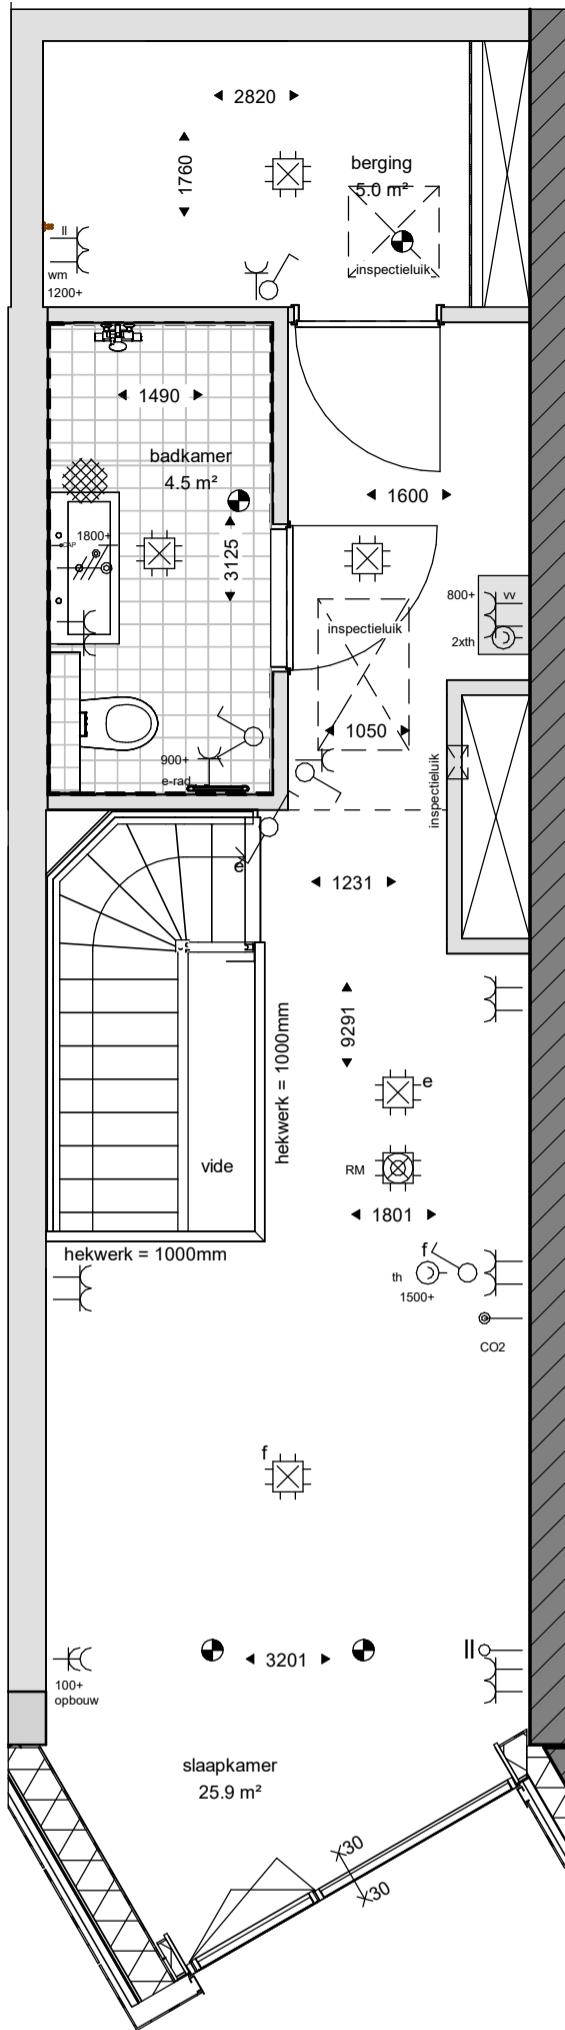 2820
1760
berging
5.0 m²
inspectieluik
ll
wm
1200+
1490
badkamer
4.5 m²
1600
1800+
CAP
3125
800+
vv
2xth
inspectieluik
1050
900+
e-rad
inspectieluik
e
1231
9291
hekwerk = 1000mm
e
vide
RM
1801
hekwerk = 1000mm
f
th
1500+
CO2
f
3201
100+
opbouw
slaapkamer
25.9 m²
30
30